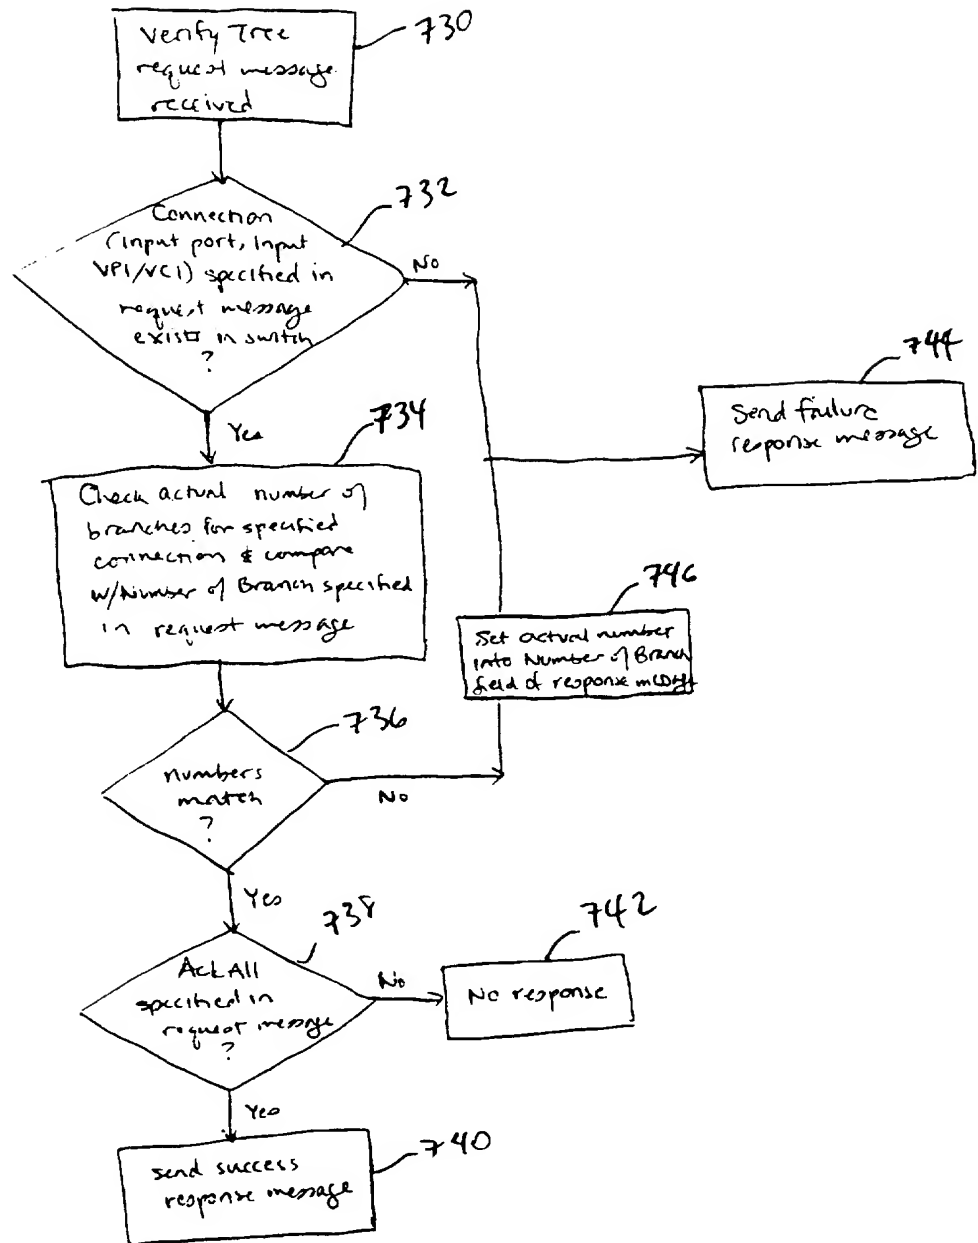 Verify Tree
request message
received
730
Connection
(input port, input
VPI/VCI) specified in
request message
exists in switch
?
732
No
Yes
734
Check actual number of
branches for specified
connection & compare
w/Number of Branch specified
in request message
744
Send failure
response message
746
Set actual number
into Number of Branch
field of response message
736
numbers
match
?
No
Yes
738
Ack All
specified in
request message
?
No
742
No response
Yes
740
send success
response message